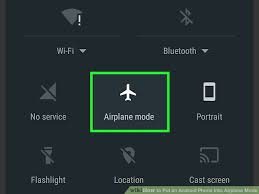 Wi-Fi
Bluetooth
No service
Airplane mode
Portrait
Flashlight
Location
Cast screen
wikiHow to Put an Android Phone Into Airplane Mode